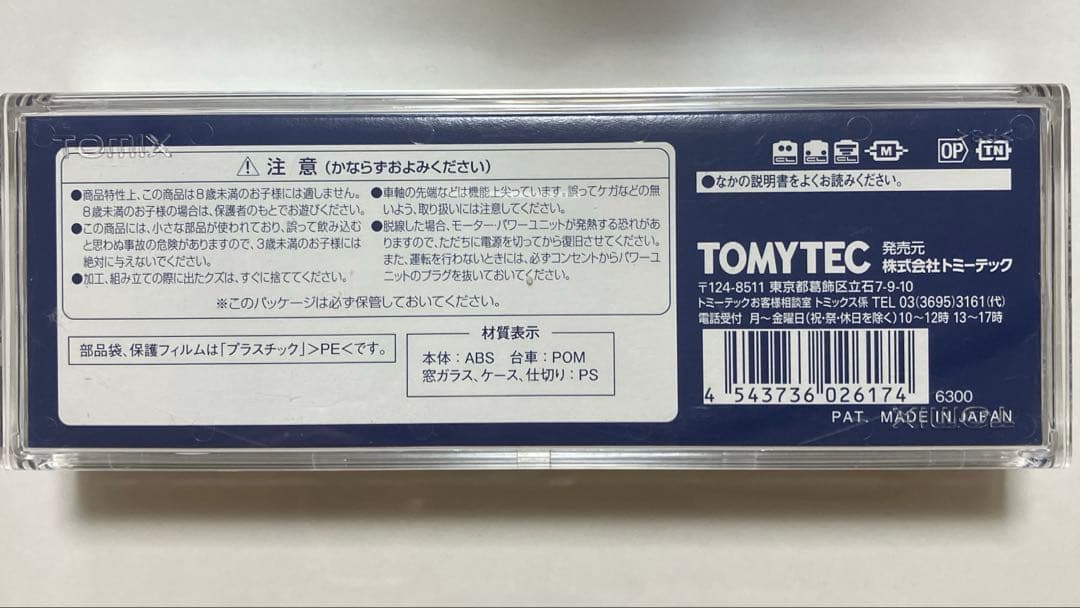 TOMIX
⚠ 注 意 (かならずおよみください)
●商品特性上、この商品は8歳未満のお子様には適しません。
8歳未満のお子様の場合は、保護者のもとでお遊びください。
●この商品には、小さな部品が使われており、誤って飲み込む
と思わぬ事故の危険がありますので、3歳未満のお子様には
絶対に与えないでください。
●加工、組み立ての際に出たクズは、すぐに捨ててください。
●車軸の先端などは機能上尖っています。誤ってケガなどの無
いよう、取り扱いには注意してください。
●脱線した場合、モーター・パワーユニットが発熱する恐れがあ
りますので、ただちに電源を切ってから復旧させてください。
また、運転を行わないときには、必ずコンセントからパワーユ
ニットのプラグを抜いておいてください。
※このパッケージは必ず保管しておいてください。
部品袋、保護フィルムは「プラスチック」>PE<です。
材質表示
本体:ABS 台車:POM
窓ガラス、ケース、仕切り:PS
CL CL CL M OP TN
●なかの説明書をよくお読みください。
TOMYTEC 発売元 株式会社トミーテック
〒124-8511 東京都葛飾区立石7-9-10
トミーテックお客様相談室 トミックス係 TEL 03(3695)3161(代)
電話受付 月~金曜日(祝・祭・休日を除く)10~12時 13~17時
4 543736 026174
6300
PAT. MADE IN JAPAN
TOMIX